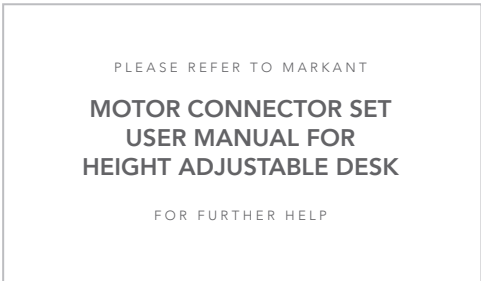 PLEASE REFER TO MARKANT
MOTOR CONNECTOR SET
USER MANUAL FOR
HEIGHT ADJUSTABLE DESK
FOR FURTHER HELP